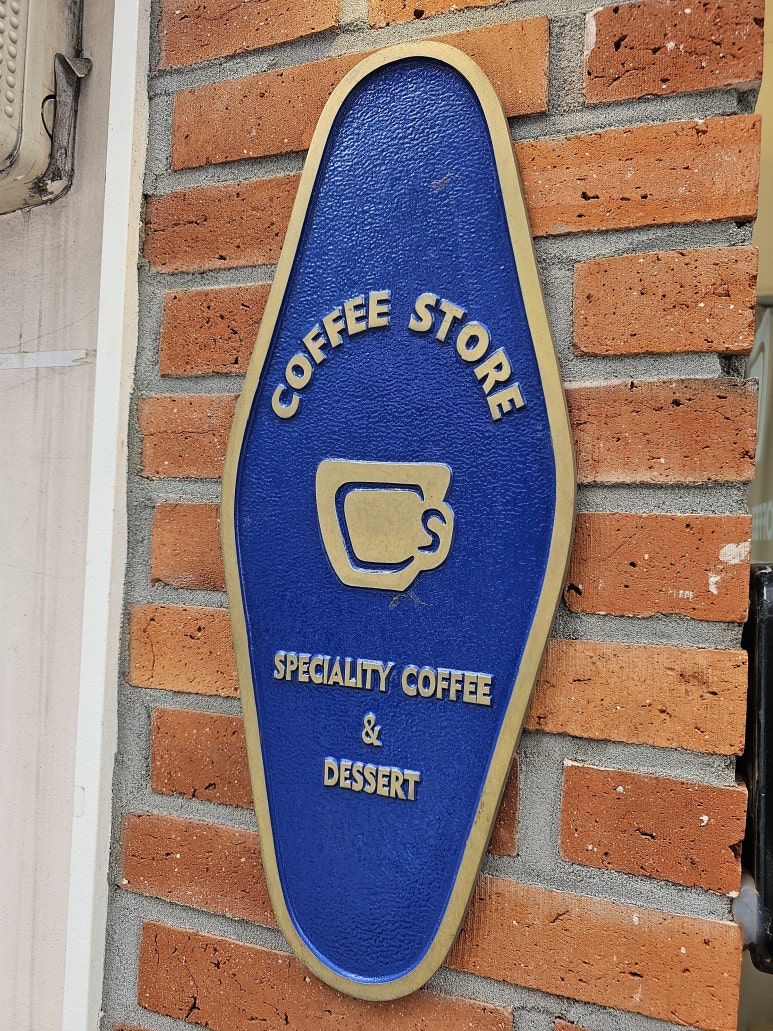 COFFEE STORE
S
SPECIALITY COFFEE
&
DESSERT